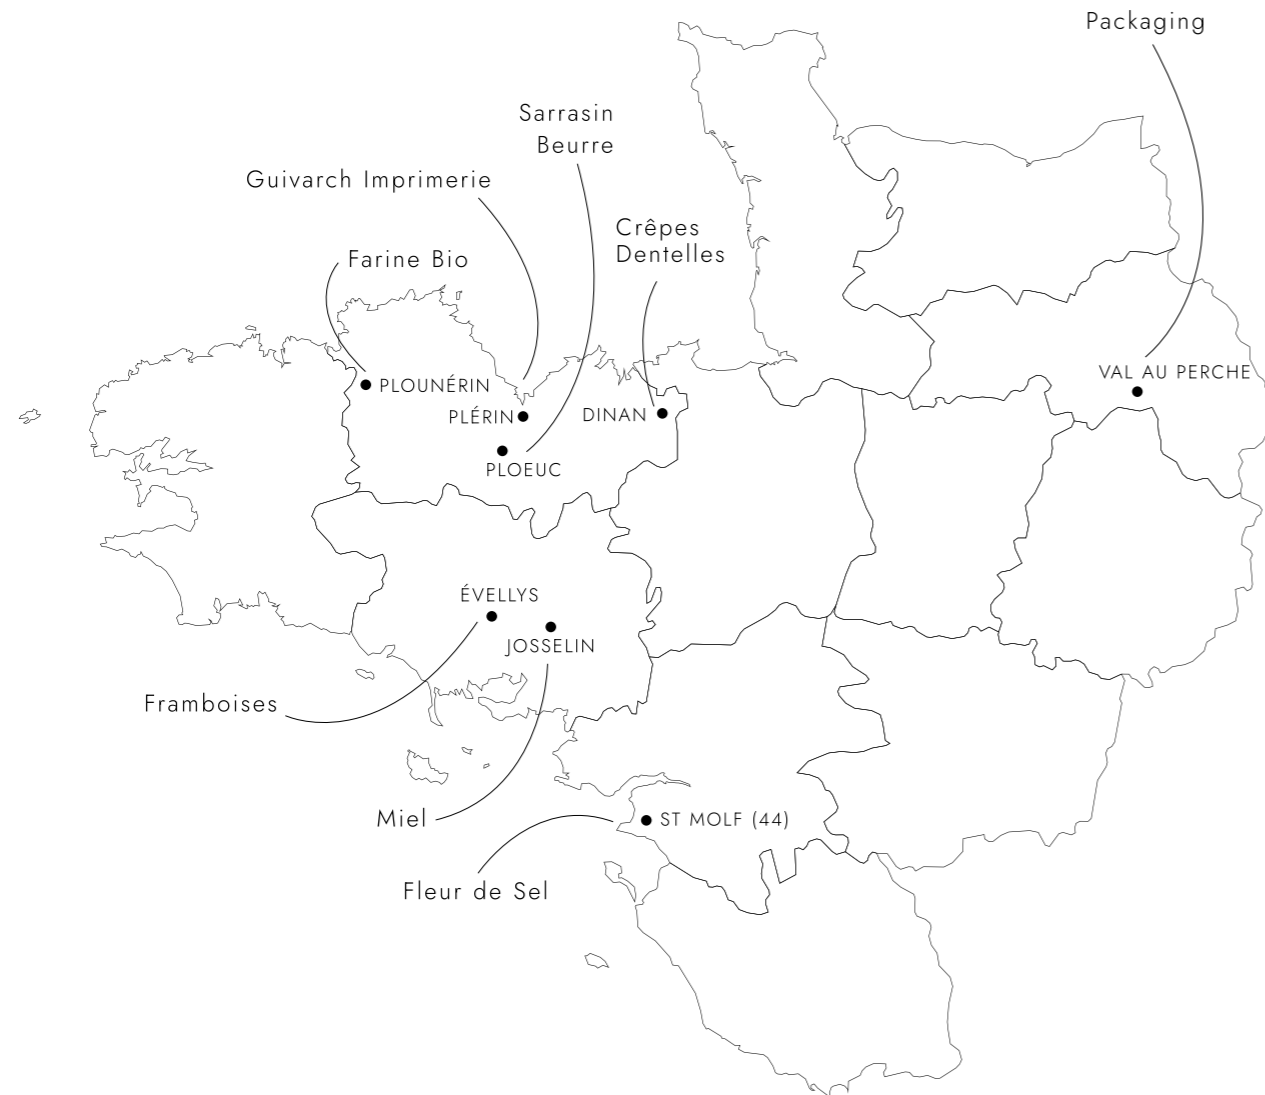 Packaging
Sarrasin
Beurre
Guivarch Imprimerie
Crêpes
Dentelles
Farine Bio
VAL AU PERCHE
PLOUNÉRIN
PLÉRIN
DINAN
PLOEUC
ÉVELLYS
JOSSELIN
Framboises
Miel
ST MOLF (44)
Fleur de Sel